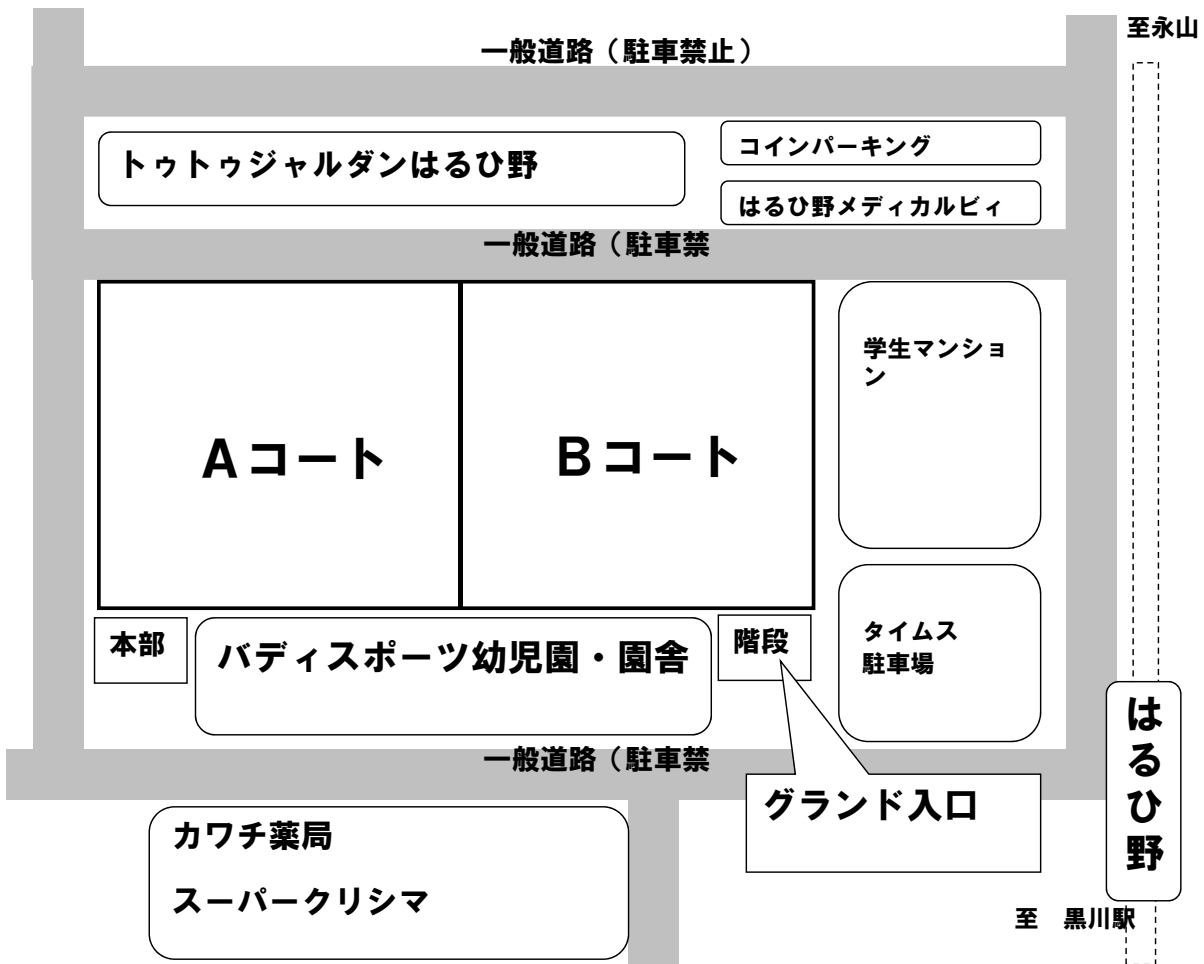 至永山
一般道路（駐車禁止）
トゥトゥジャルダンはるひ野
コインパーキング
はるひ野メディカルビィ
一般道路（駐車禁
Aコート
Bコート
学生マンショ
ン
本部
バディスポーツ幼児園・園舎
階段
タイムス
駐車場
はるひ野
一般道路（駐車禁
グランド入口
カワチ薬局
スーパークリシマ
至　黒川駅